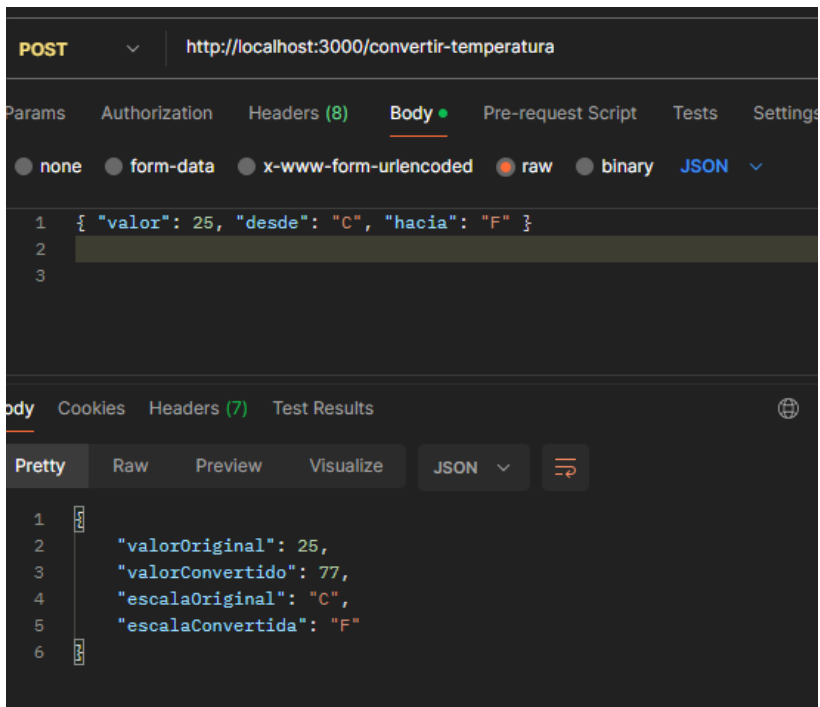 POST http://localhost:3000/convertir-temperatura
Params Authorization Headers (8) Body Pre-request Script Tests Settings
none form-data x-www-form-urlencoded raw binary JSON
1 { "valor": 25, "desde": "C", "hacia": "F" }
2
3
ody Cookies Headers (7) Test Results
Pretty Raw Preview Visualize JSON
1 {
2 "valorOriginal": 25,
3 "valorConvertido": 77,
4 "escalaOriginal": "C",
5 "escalaConvertida": "F"
6 }